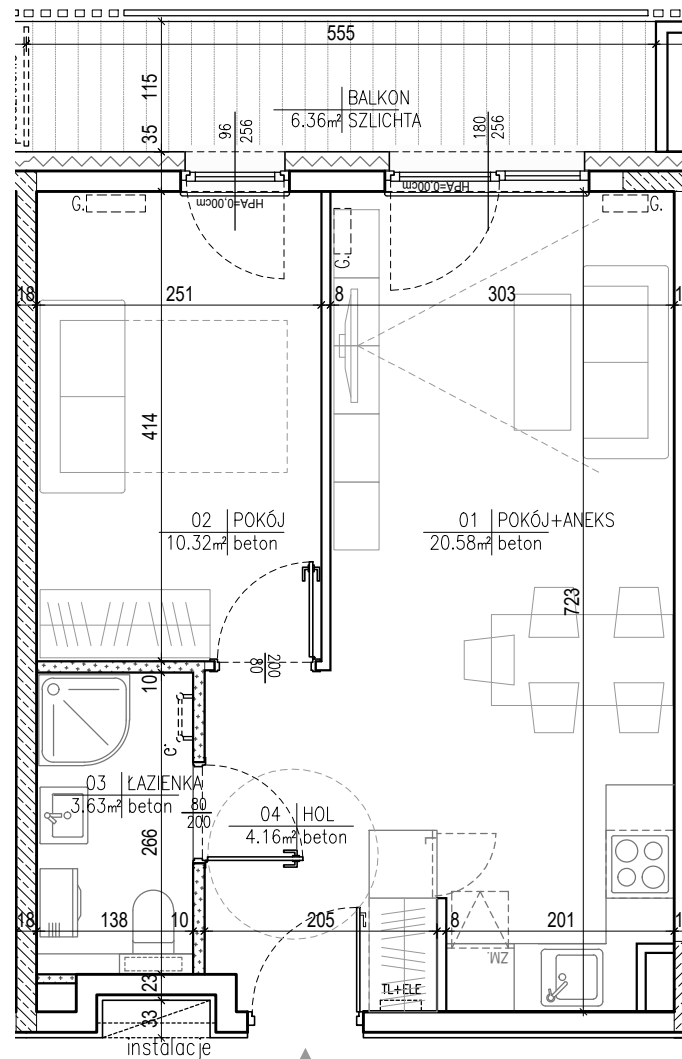 555
115
BALKON
6.36m² SZLICHTA
35
96
256
180
256
HPA=0,00cm
HPA=0,00cm
G.
G.
G.
18
251
8
303
1
414
02 POKÓJ
10.32m² beton
01 POKÓJ+ANEKS
20.58m² beton
723
80
200
10
G.
03 ŁAZIENKA
3.63m² beton
80
200
04 HOL
4.16m² beton
266
18
138
10
205
8
201
1
ZM.
TL+ELE
23
33
instalacje